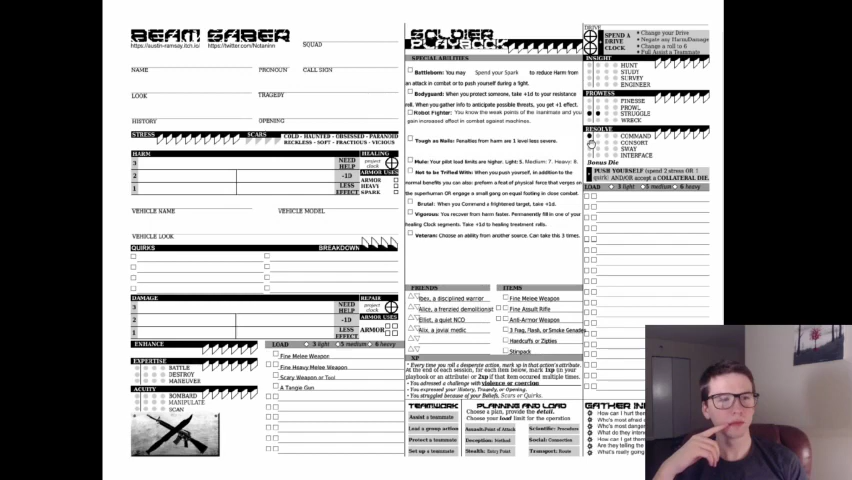 BEAM SABER
https://austin-ramsay.itch.io/ https://twitter.com/NotaInn
SQUAD
NAME PRONOUN CALL SIGN
LOOK TRAGEDY
HISTORY OPENING
STRESS SCARS COLD - HAUNTED - OBSESSED - PARANOID
RECKLESS - SOFT - FRACTIOUS - VICIOUS
HARM HEALING
3 NEED HELP project clock
ARMOR USES
2 -1D ARMOR
HEAVY
1 LESS EFFECT SPARK
VEHICLE NAME VEHICLE MODEL
VEHICLE LOOK
QUIRKS BREAKDOWN
DAMAGE REPAIR
3 NEED HELP project clock
ARMOR USES
2 -1D
1 LESS EFFECT ARMOR
ENHANCE
EXPERTISE
BATTLE
DESTROY
MANEUVER
ACUITY
BOMBARD
MANIPULATE
SCAN
LOAD 3 light 5 medium 6 heavy
Fine Melee Weapon
Fine Heavy Melee Weapon
Scary Weapon or Tool
A Tangle Gun
SOLDIER
PLAYBOOK
SPECIAL ABILITIES
Battleborn: You may Spend your Spark to reduce Harm from
an attack in combat or to push yourself during a fight.
Bodyguard: When you protect someone, take +1d to your resistance
roll. When you gather info to anticipate possible threats, you get +1 effect.
Robot Fighter: You know the weak points of the inanimate and you
gain increased effect in combat against machines.
Tough as Nails: Penalties from harm are 1 level less severe.
Mule: Your pilot load limits are higher. Light: 5. Medium: 7. Heavy: 8.
Not to be Trifled With: When you push yourself, in addition to the
normal benefits you can also: preform a feat of physical force that verges on
the superhuman OR engage a small gang on equal footing in close combat.
Brutal: When you Command a frightened target, take +1d.
Vigorous: You recover from harm faster. Permanently fill in one of your
healing Clock segments. Take +1d to healing treatment rolls.
Veteran: Choose an ability from another source. Can take this 3 times.
FRIENDS
Ibex, a disciplined warrior
Alice, a frenzied demolitionist
Elliot, a quiet NCO
Alix, a jovial medic
ITEMS
Fine Melee Weapon
Fine Assault Rifle
Anti-Armor Weapon
3 Frag, Flash, or Smoke Genades
Handcuffs or Zipties
Stimpack
XP
• Every time you roll a desperate action, mark xp in that action's attribute.
At the end of each session, for each item below, mark 1xp (in your
playbook or an attribute or 2xp if that item occurred multiple times.
• You adressed a challenge with violence or coercion
• You expressed your History, Tragedy, or Opening.
• You struggled because of your Beliefs, Scars or Quirks.
TEAMWORK
Assist a teammate
Lead a group action
Protect a teammate
Set up a teammate
PLANNING AND LOAD
Choose a plan, provide the detail.
Choose your load limit for the operation
Assault: Point of Attack Scientific: Procedure
Deception: Method Social: Connection
Stealth: Entry Point Transport: Route
DRIVE
SPEND A DRIVE CLOCK
• Change your Drive
• Negate any Harm/Damage
• Change a roll to 6
• Full Assist a Teammate
INSIGHT
HUNT
STUDY
SURVEY
ENGINEER
PROWESS
FINESSE
PROWL
STRUGGLE
WRECK
RESOLVE
COMMAND
CONSORT
SWAY
INTERFACE
Bonus Die
PUSH YOURSELF (spend 2 stress OR 1
quirk) AND/OR accept a COLLATERAL DIE.
LOAD 3 light 5 medium 6 heavy
GATHER IN
How can I hurt
Who's most afraid
Who's most dange
What do they inte
How can I get the
Are they telling the
What's really going